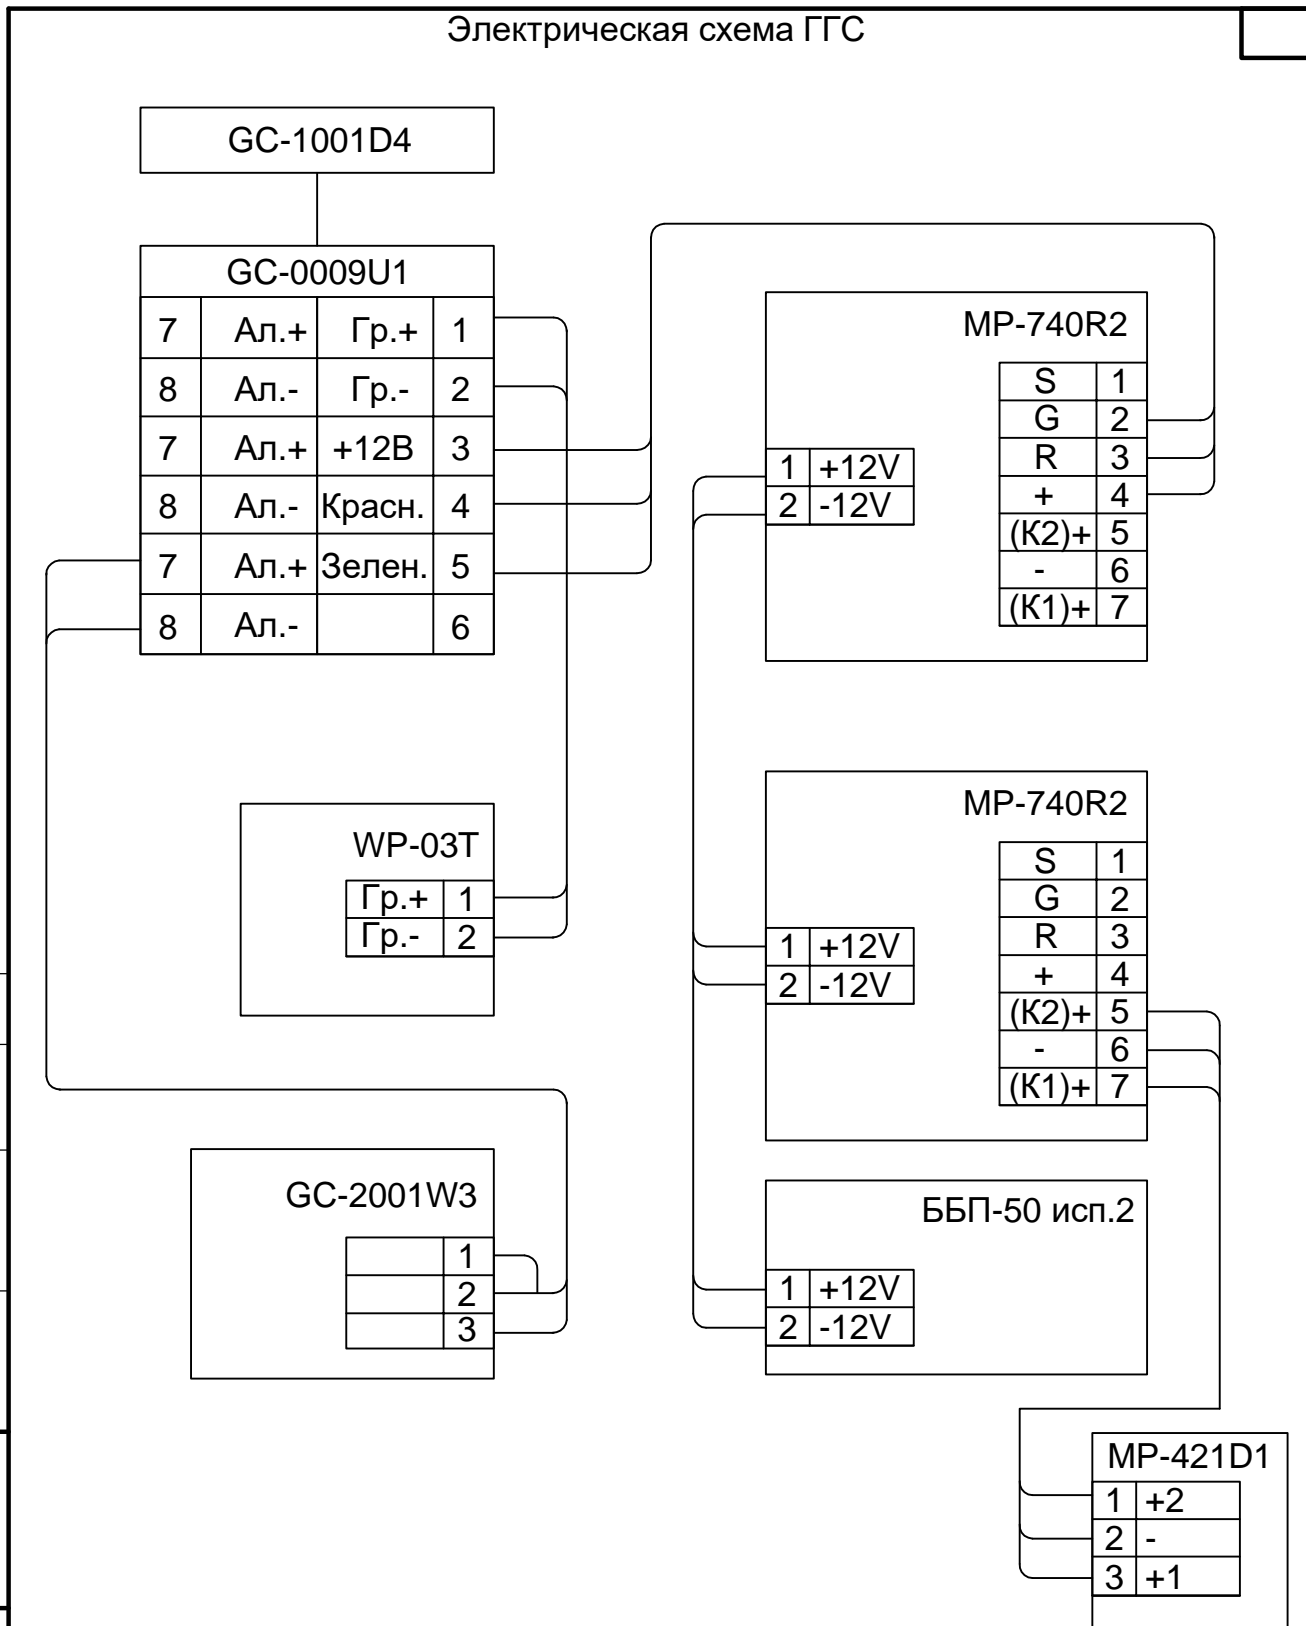 Электрическая схема ГГС
GC-1001D4
GC-0009U1
7 Ал.+ Гр.+ 1
8 Ал.- Гр.- 2
7 Ал.+ +12В 3
8 Ал.- Красн. 4
7 Ал.+ Зелен. 5
8 Ал.- 6
МР-740R2
S 1
G 2
R 3
+ 4
(К2)+ 5
- 6
(К1)+ 7
1 +12V
2 -12V
WP-03T
Гр.+ 1
Гр.- 2
МР-740R2
S 1
G 2
R 3
+ 4
(К2)+ 5
- 6
(К1)+ 7
1 +12V
2 -12V
GC-2001W3
1
2
3
ББП-50 исп.2
1 +12V
2 -12V
МР-421D1
1 +2
2 -
3 +1